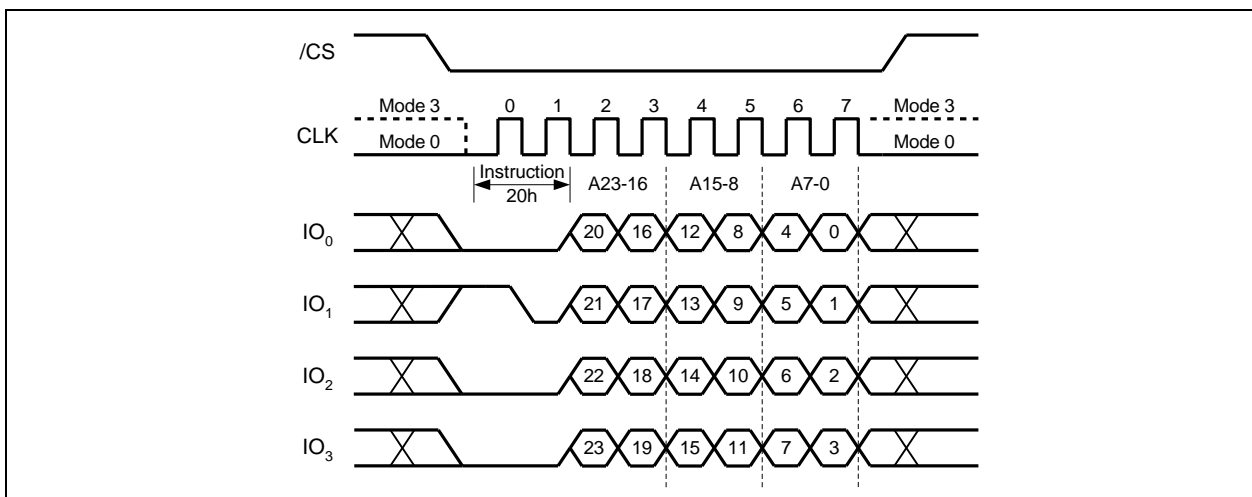 /CS
Mode 3 0 1 2 3 4 5 6 7 Mode 3
CLK
Mode 0 Mode 0
Instruction
20h
A23-16 A15-8 A7-0
IO0 20 16 12 8 4 0
IO1 21 17 13 9 5 1
IO2 22 18 14 10 6 2
IO3 23 19 15 11 7 3